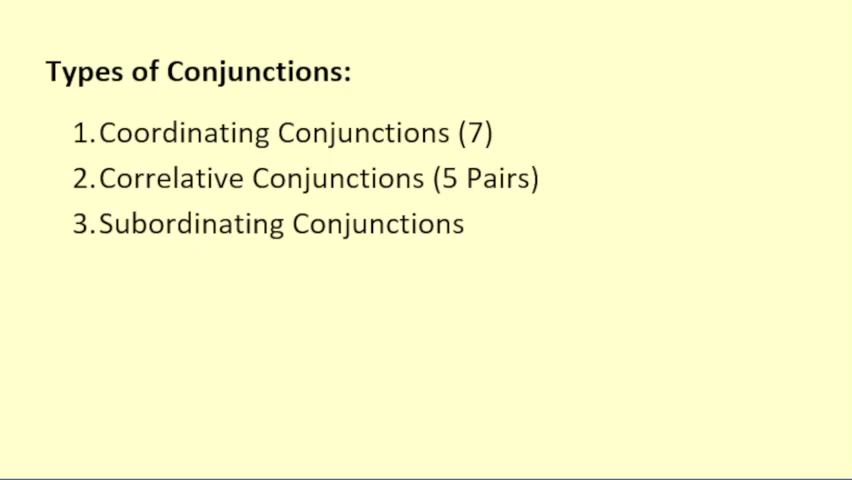 Types of Conjunctions:
1.Coordinating Conjunctions (7)
2.Correlative Conjunctions (5 Pairs)
3.Subordinating Conjunctions